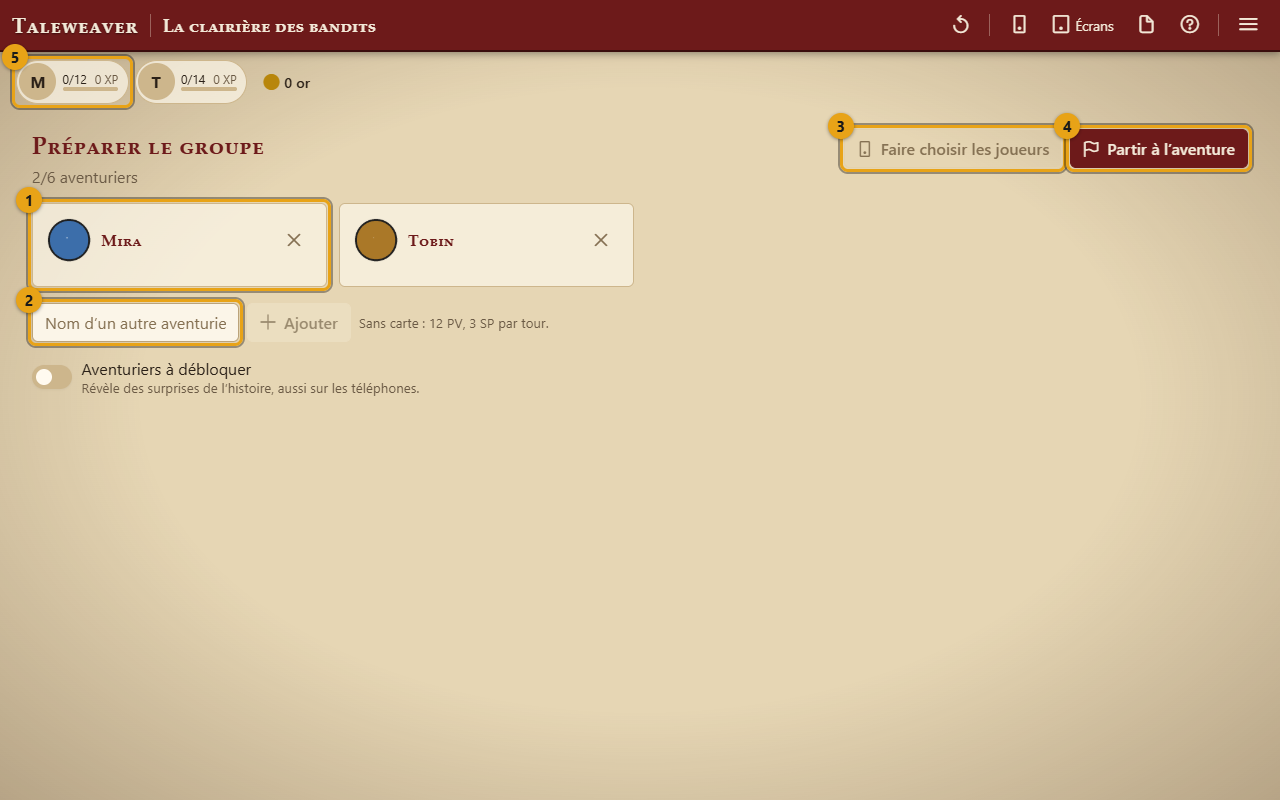 Taleweaver La clairière des bandits Écrans
5
M 0/12 0 XP T 0/14 0 XP 0 or
3 4
Préparer le groupe
Faire choisir les joueurs Partir à l'aventure
2/6 aventuriers
1
Mira Tobin
2
Nom d'un autre aventurie Ajouter Sans carte : 12 PV, 3 SP par tour.
Aventuriers à débloquer
Révèle des surprises de l'histoire, aussi sur les téléphones.